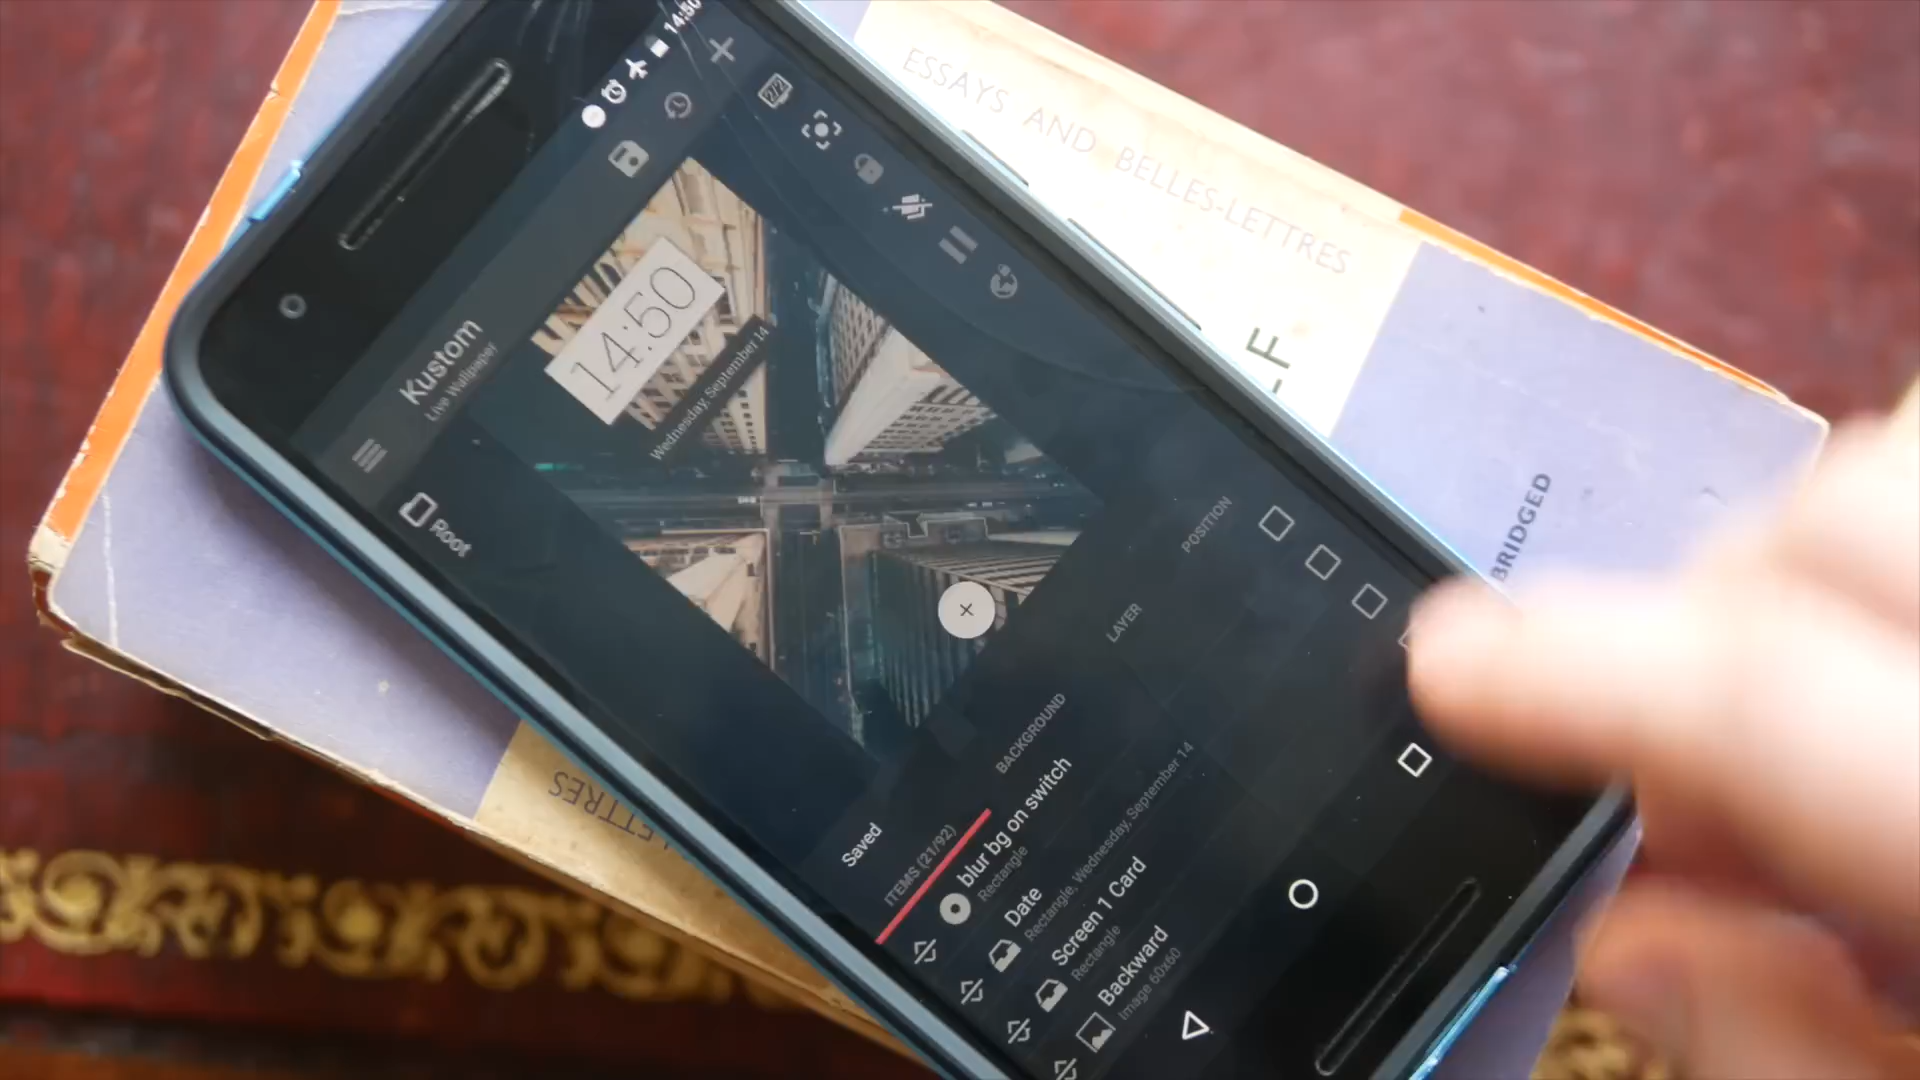 ESSAYS AND BELLES-LETTRES
14:50
Kustom
Live Wallpaper
14:50
Wednesday, September 14
Root
POSITION
LAYER
BACKGROUND
ITEMS (21/92)
Saved
blur bg on switch
Rectangle
Date
Rectangle, Wednesday, September 14
Screen 1 Card
Rectangle
Backward
Image 60x60
BRIDGED
LETTRES